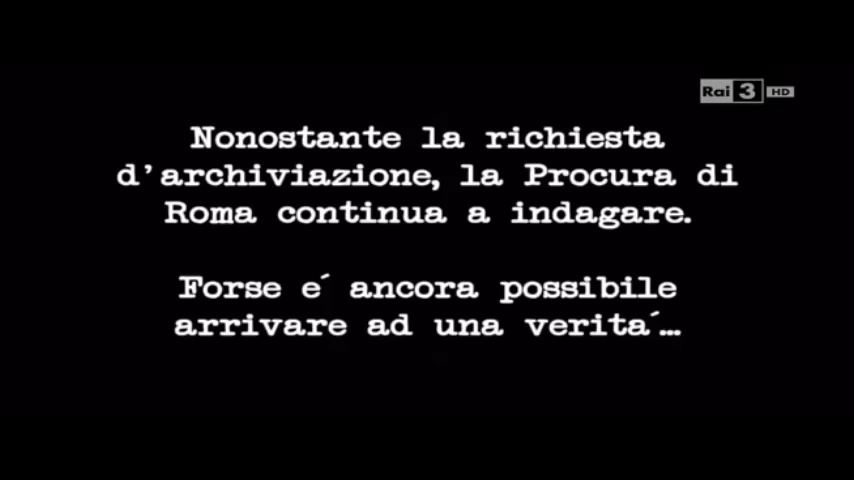 Rai 3 HD
Nonostante la richiesta
d'archiviazione, la Procura di
Roma continua a indagare.
Forse e´ ancora possibile
arrivare ad una verita´...